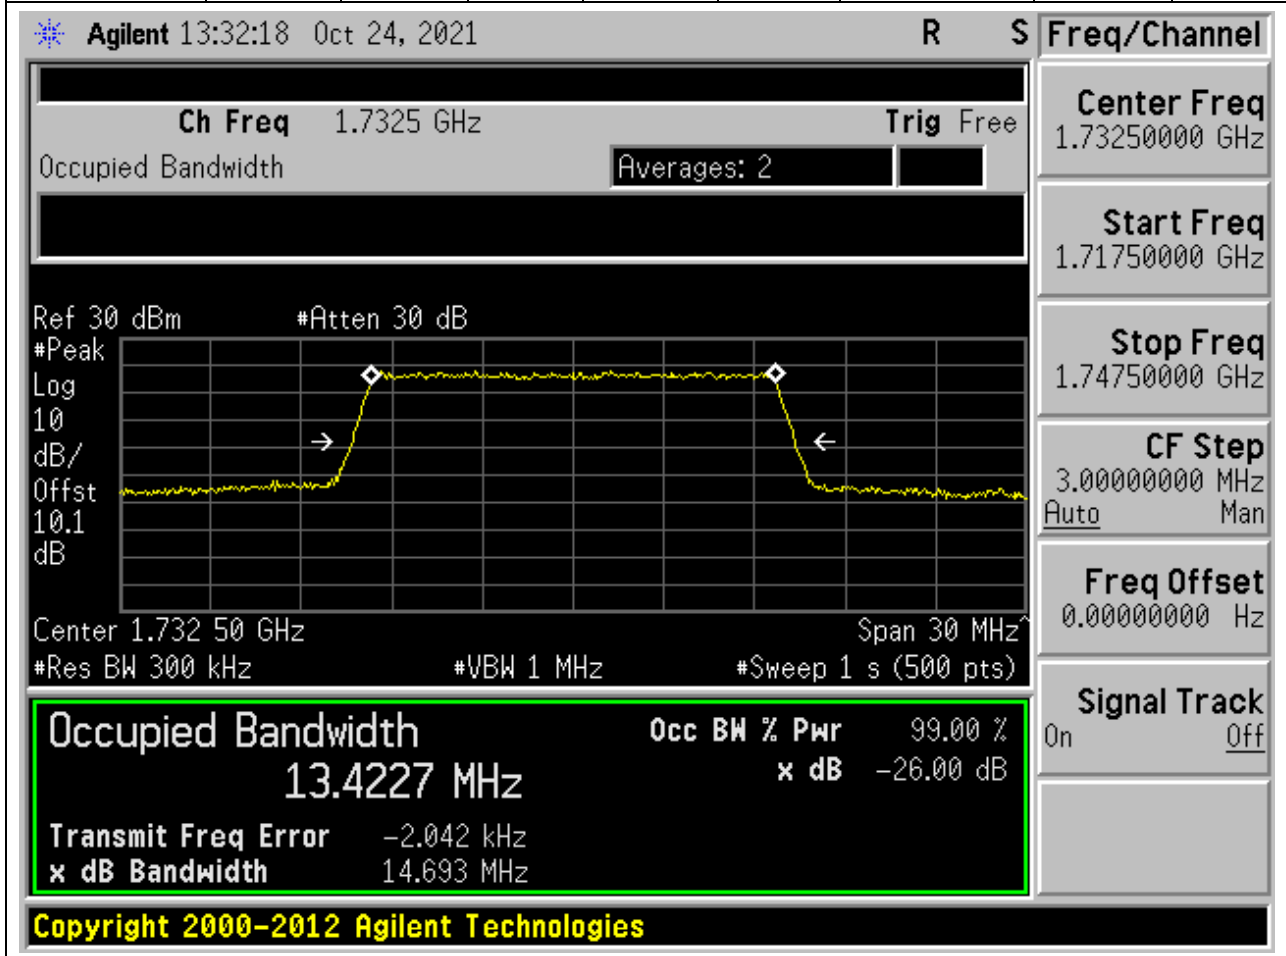 Agilent 13:32:18 Oct 24, 2021 R S
Freq/Channel
Ch Freq 1.7325 GHz Trig Free
Occupied Bandwidth Averages: 2
Center Freq
1.73250000 GHz
Start Freq
1.71750000 GHz
Stop Freq
1.74750000 GHz
CF Step
3.00000000 MHz
Auto Man
Freq Offset
0.00000000 Hz
Signal Track
On Off
Ref 30 dBm #Atten 30 dB
#Peak
Log
10
dB/
Offst
10.1
dB
Center 1.732 50 GHz Span 30 MHz^
#Res BW 300 kHz #VBW 1 MHz #Sweep 1 s (500 pts)
Occupied Bandwidth Occ BW % Pwr 99.00 %
13.4227 MHz x dB -26.00 dB
Transmit Freq Error -2.042 kHz
x dB Bandwidth 14.693 MHz
Copyright 2000-2012 Agilent Technologies